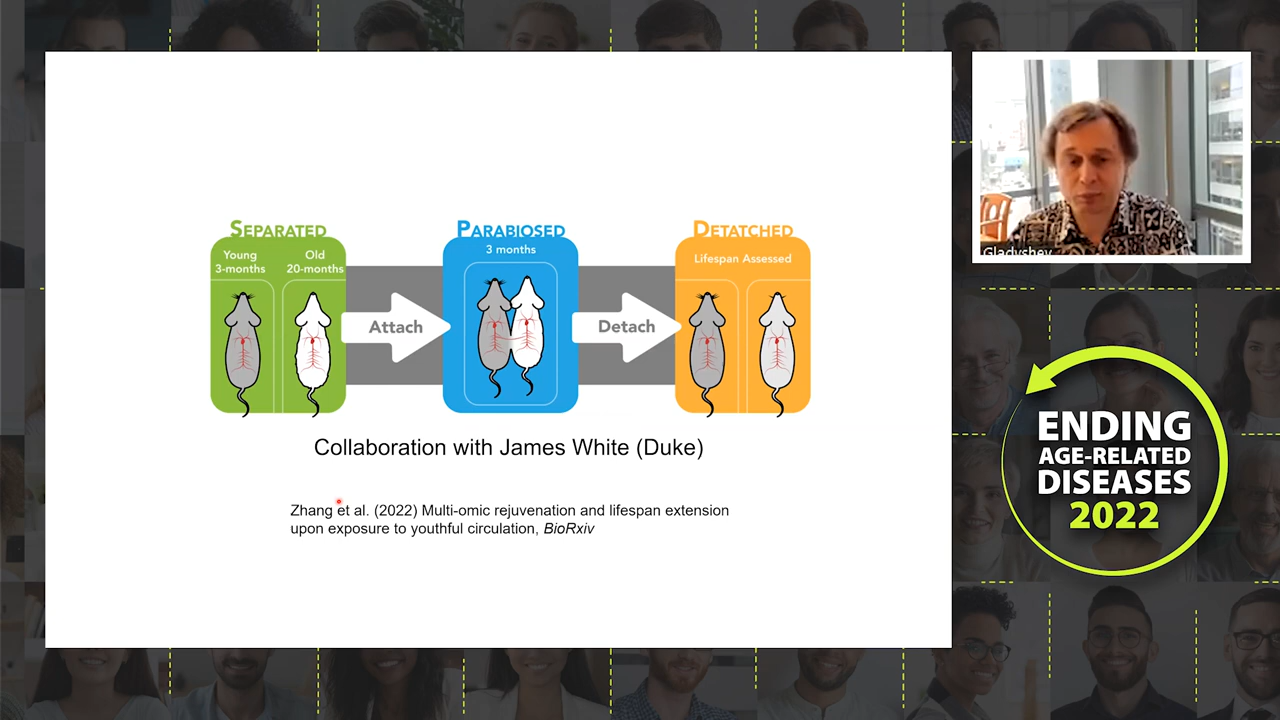 SEPARATED
Young
3-months
Old
20-months
Attach
PARABIOSED
3 months
Detach
DETATCHED
Lifespan Assessed
Collaboration with James White (Duke)
Zhang et al. (2022) Multi-omic rejuvenation and lifespan extension
upon exposure to youthful circulation, BioRxiv
Gladyshev
ENDING
AGE-RELATED
DISEASES
2022